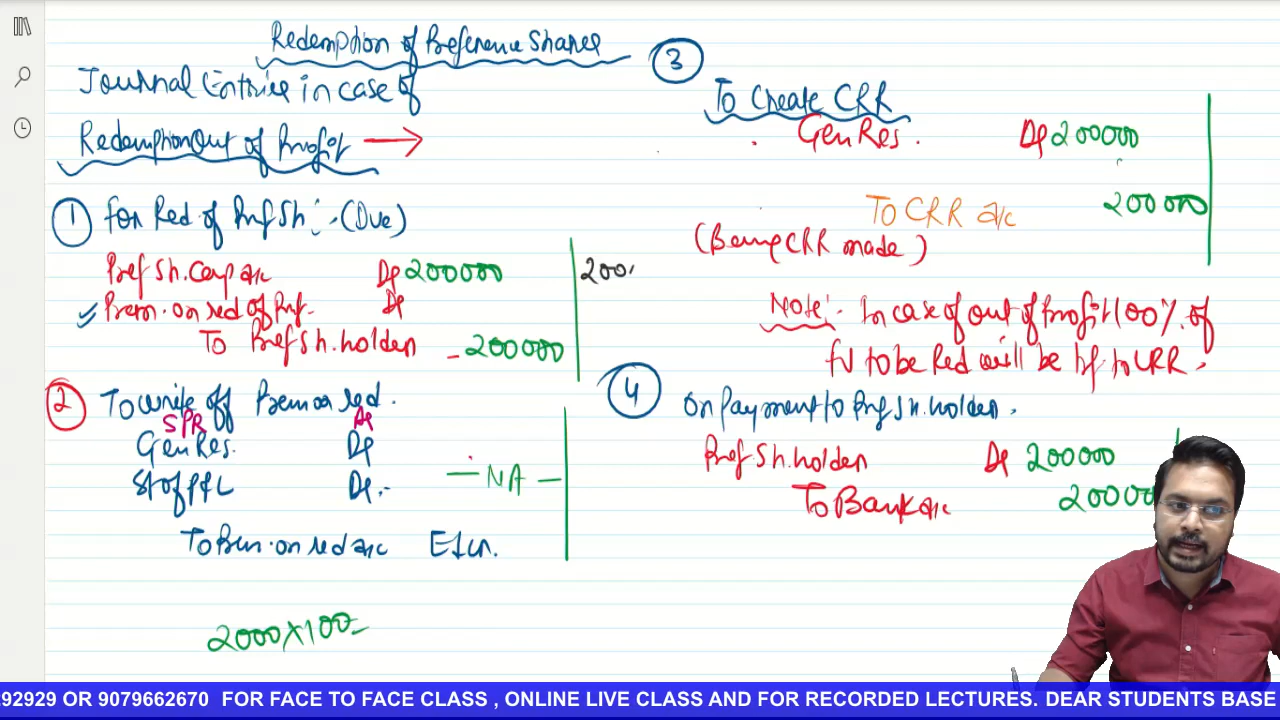 Redemption of Preference Shares
Journal Entries in case of
Redemption Out of Profit →
1 for Red. of Pref Sh :- (Due)
Pref Sh. Cap a/c Dr 200000
Prem. on red of Pref. Dr
To Pref Sh. holder 200000
200
2 To write off Prem on red.
SPR Dr
Gen Res. Dr
St of P&L Dr.
NA
To Prem. on red a/c
2000 x 100
3
To Create CRR
Gen Res. Dr 200000
To CRR a/c 200000
(Being CRR made)
Note :- In case of out of Profit 100% of
fv to be Red will be tf to CRR.
4 on Payment to Pref Sh. holder.
Pref Sh. holder Dr 200000
To Bank a/c 20000
292929 OR 9079662670 FOR FACE TO FACE CLASS , ONLINE LIVE CLASS AND FOR RECORDED LECTURES. DEAR STUDENTS BASE